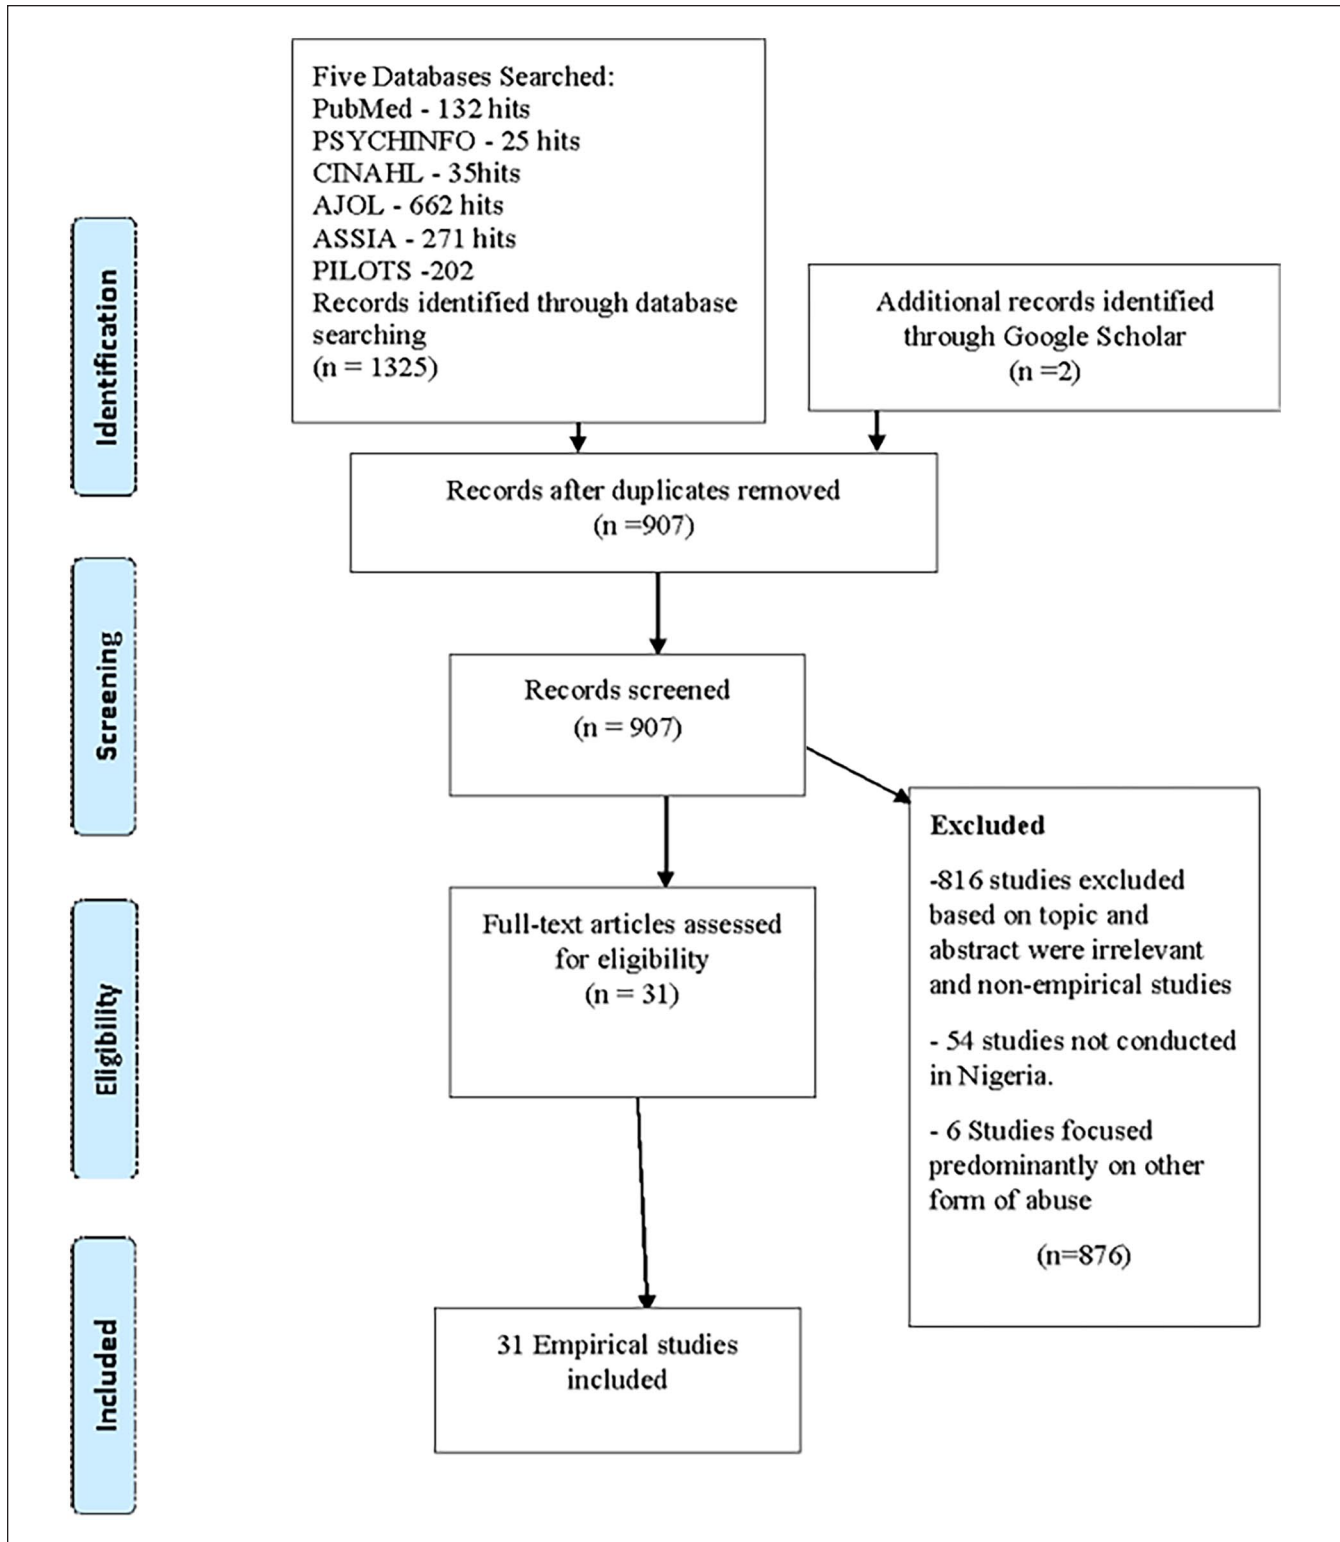 Five Databases Searched:
PubMed - 132 hits
PSYCHINFO - 25 hits
CINAHL - 35hits
AJOL - 662 hits
ASSIA - 271 hits
PILOTS -202
Records identified through database
searching
(n = 1325)
Additional records identified
through Google Scholar
(n =2)
Identification
Records after duplicates removed
(n =907)
Screening
Records screened
(n = 907)
Excluded
-816 studies excluded
based on topic and
abstract were irrelevant
and non-empirical studies
- 54 studies not conducted
in Nigeria.
- 6 Studies focused
predominantly on other
form of abuse
(n=876)
Eligibility
Full-text articles assessed
for eligibility
(n = 31)
Included
31 Empirical studies
included